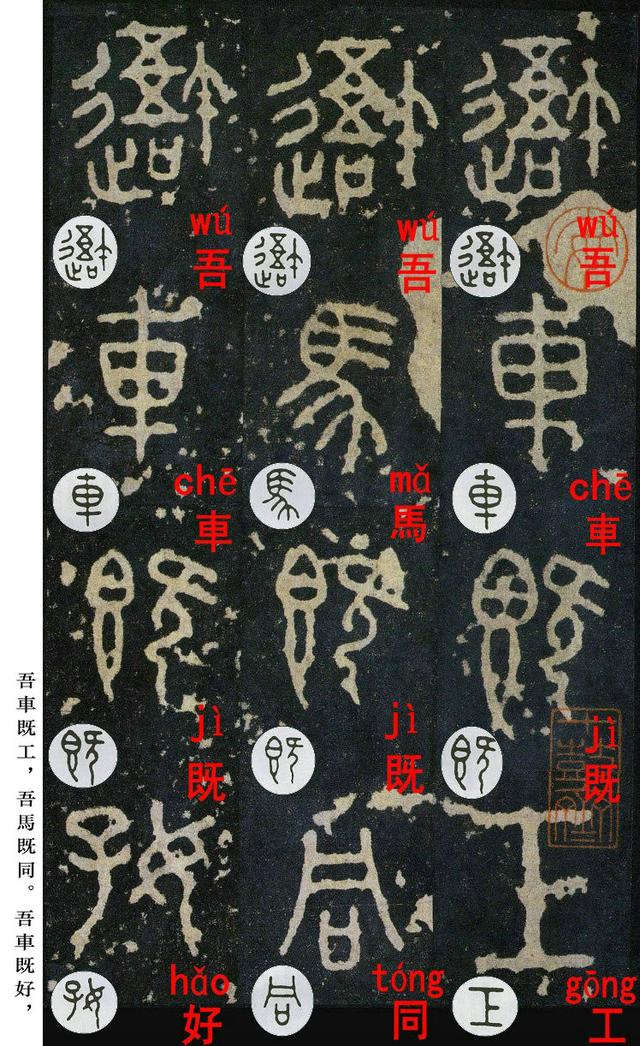 wú
吾
chē
車
jì
既
gōng
工
wú
吾
mǎ
馬
jì
既
tóng
同
wú
吾
chē
車
jì
既
hǎo
好
吾車既工，吾馬既同。吾車既好，